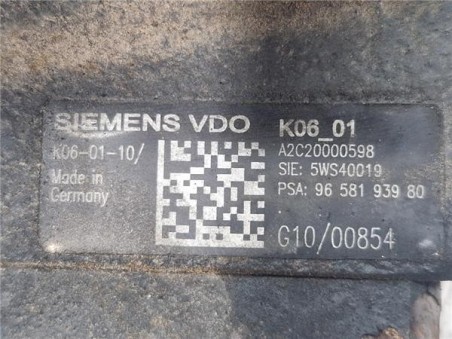 SIEMENS VDO K06_01
K06-01-10/ A2C20000598
Made in SIE: 5WS40019
Germany PSA: 96 581 939 80
G10/00854